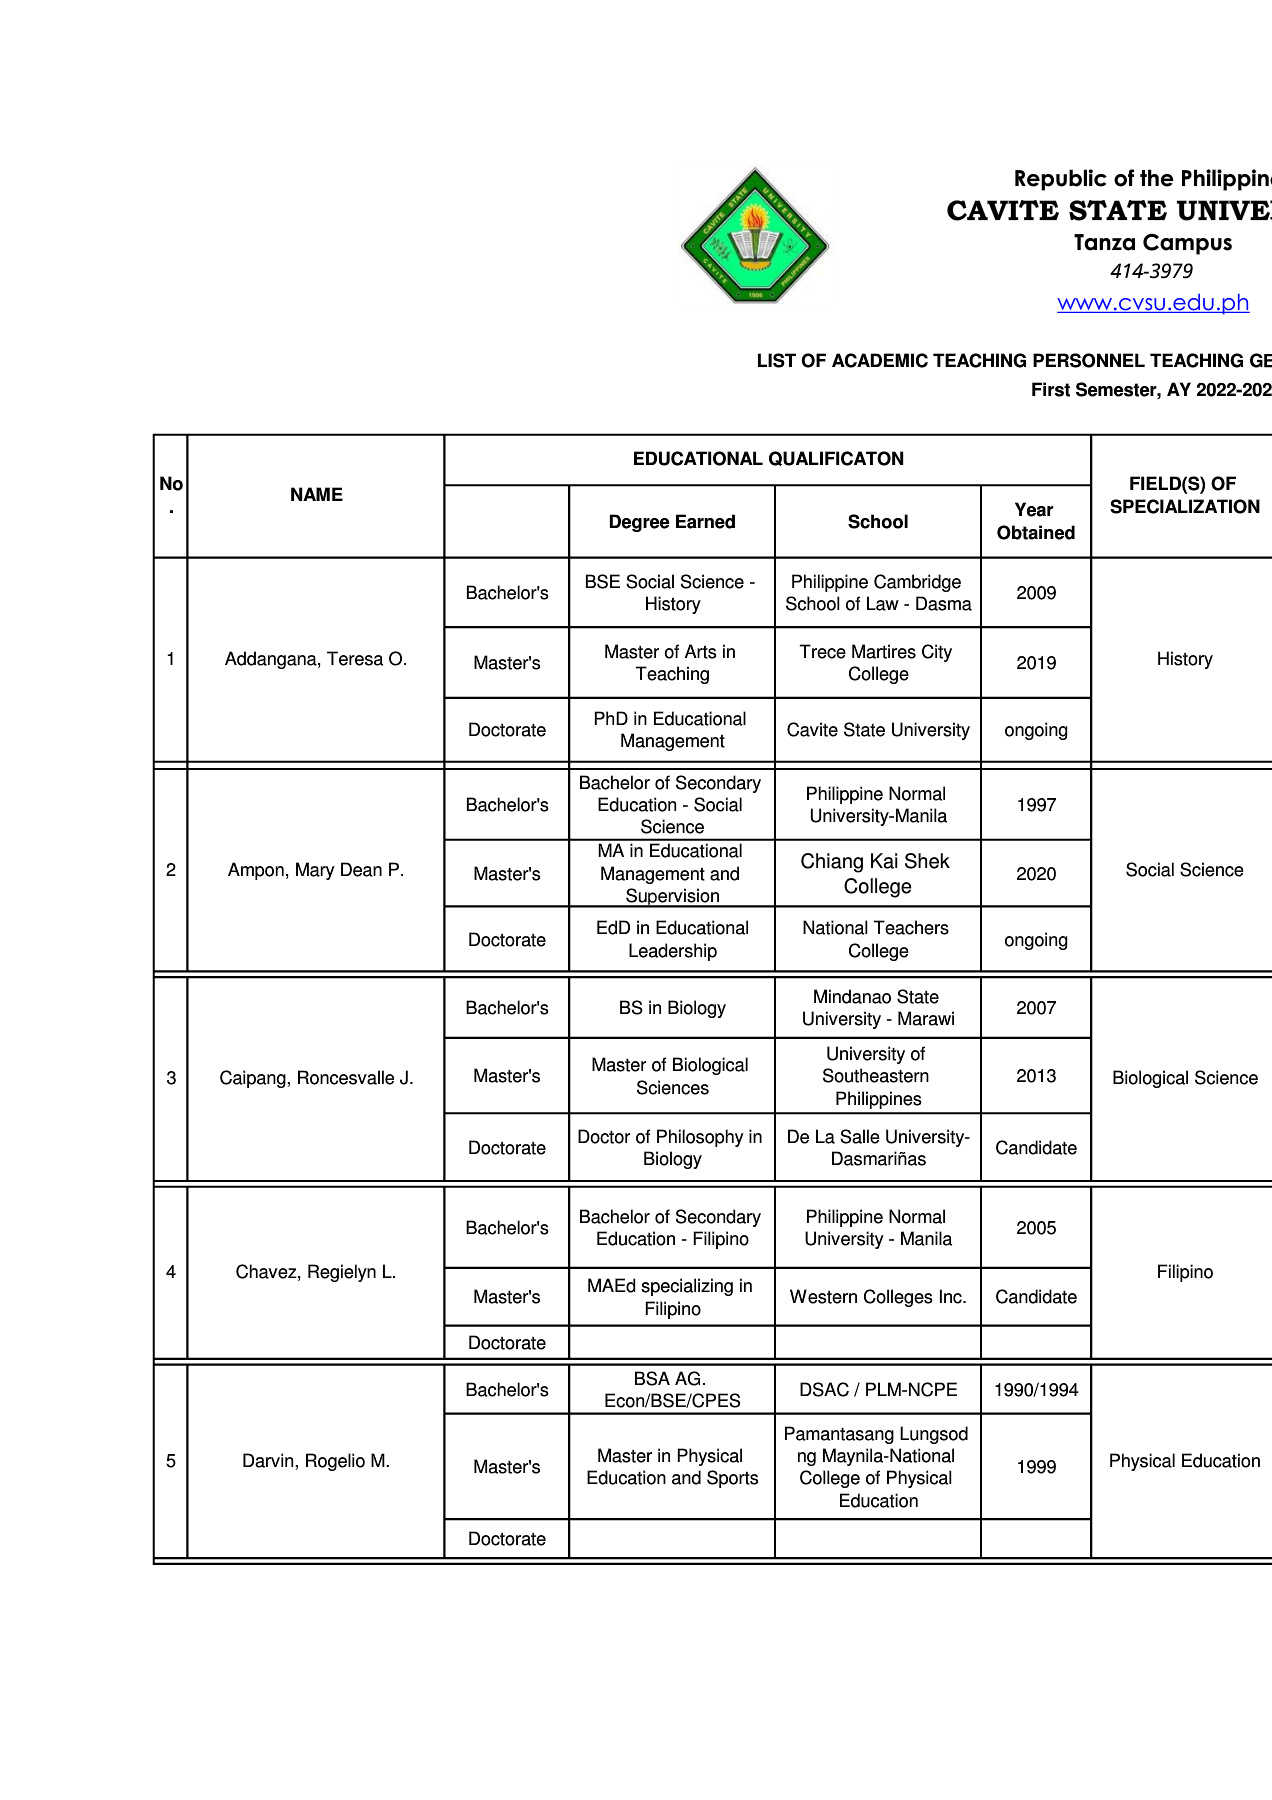 CAVITE STATE UNIVERSITY
CAVITE PHILIPPINES
1906
Republic of the Philippin
CAVITE STATE UNIVE
Tanza Campus
414-3979
www.cvsu.edu.ph
LIST OF ACADEMIC TEACHING PERSONNEL TEACHING GE
First Semester, AY 2022-202
No
.
NAME
EDUCATIONAL QUALIFICATON
Degree Earned
School
Year
Obtained
FIELD(S) OF
SPECIALIZATION
1
Addangana, Teresa O.
Bachelor's
BSE Social Science -
History
Philippine Cambridge
School of Law - Dasma
2009
Master's
Master of Arts in
Teaching
Trece Martires City
College
2019
Doctorate
PhD in Educational
Management
Cavite State University
ongoing
History
2
Ampon, Mary Dean P.
Bachelor's
Bachelor of Secondary
Education - Social
Science
Philippine Normal
University-Manila
1997
Master's
MA in Educational
Management and
Supervision
Chiang Kai Shek
College
2020
Doctorate
EdD in Educational
Leadership
National Teachers
College
ongoing
Social Science
3
Caipang, Roncesvalle J.
Bachelor's
BS in Biology
Mindanao State
University - Marawi
2007
Master's
Master of Biological
Sciences
University of
Southeastern
Philippines
2013
Doctorate
Doctor of Philosophy in
Biology
De La Salle University-
Dasmariñas
Candidate
Biological Science
4
Chavez, Regielyn L.
Bachelor's
Bachelor of Secondary
Education - Filipino
Philippine Normal
University - Manila
2005
Master's
MAEd specializing in
Filipino
Western Colleges Inc.
Candidate
Doctorate
Filipino
5
Darvin, Rogelio M.
Bachelor's
BSA AG.
Econ/BSE/CPES
DSAC / PLM-NCPE
1990/1994
Master's
Master in Physical
Education and Sports
Pamantasang Lungsod
ng Maynila-National
College of Physical
Education
1999
Doctorate
Physical Education